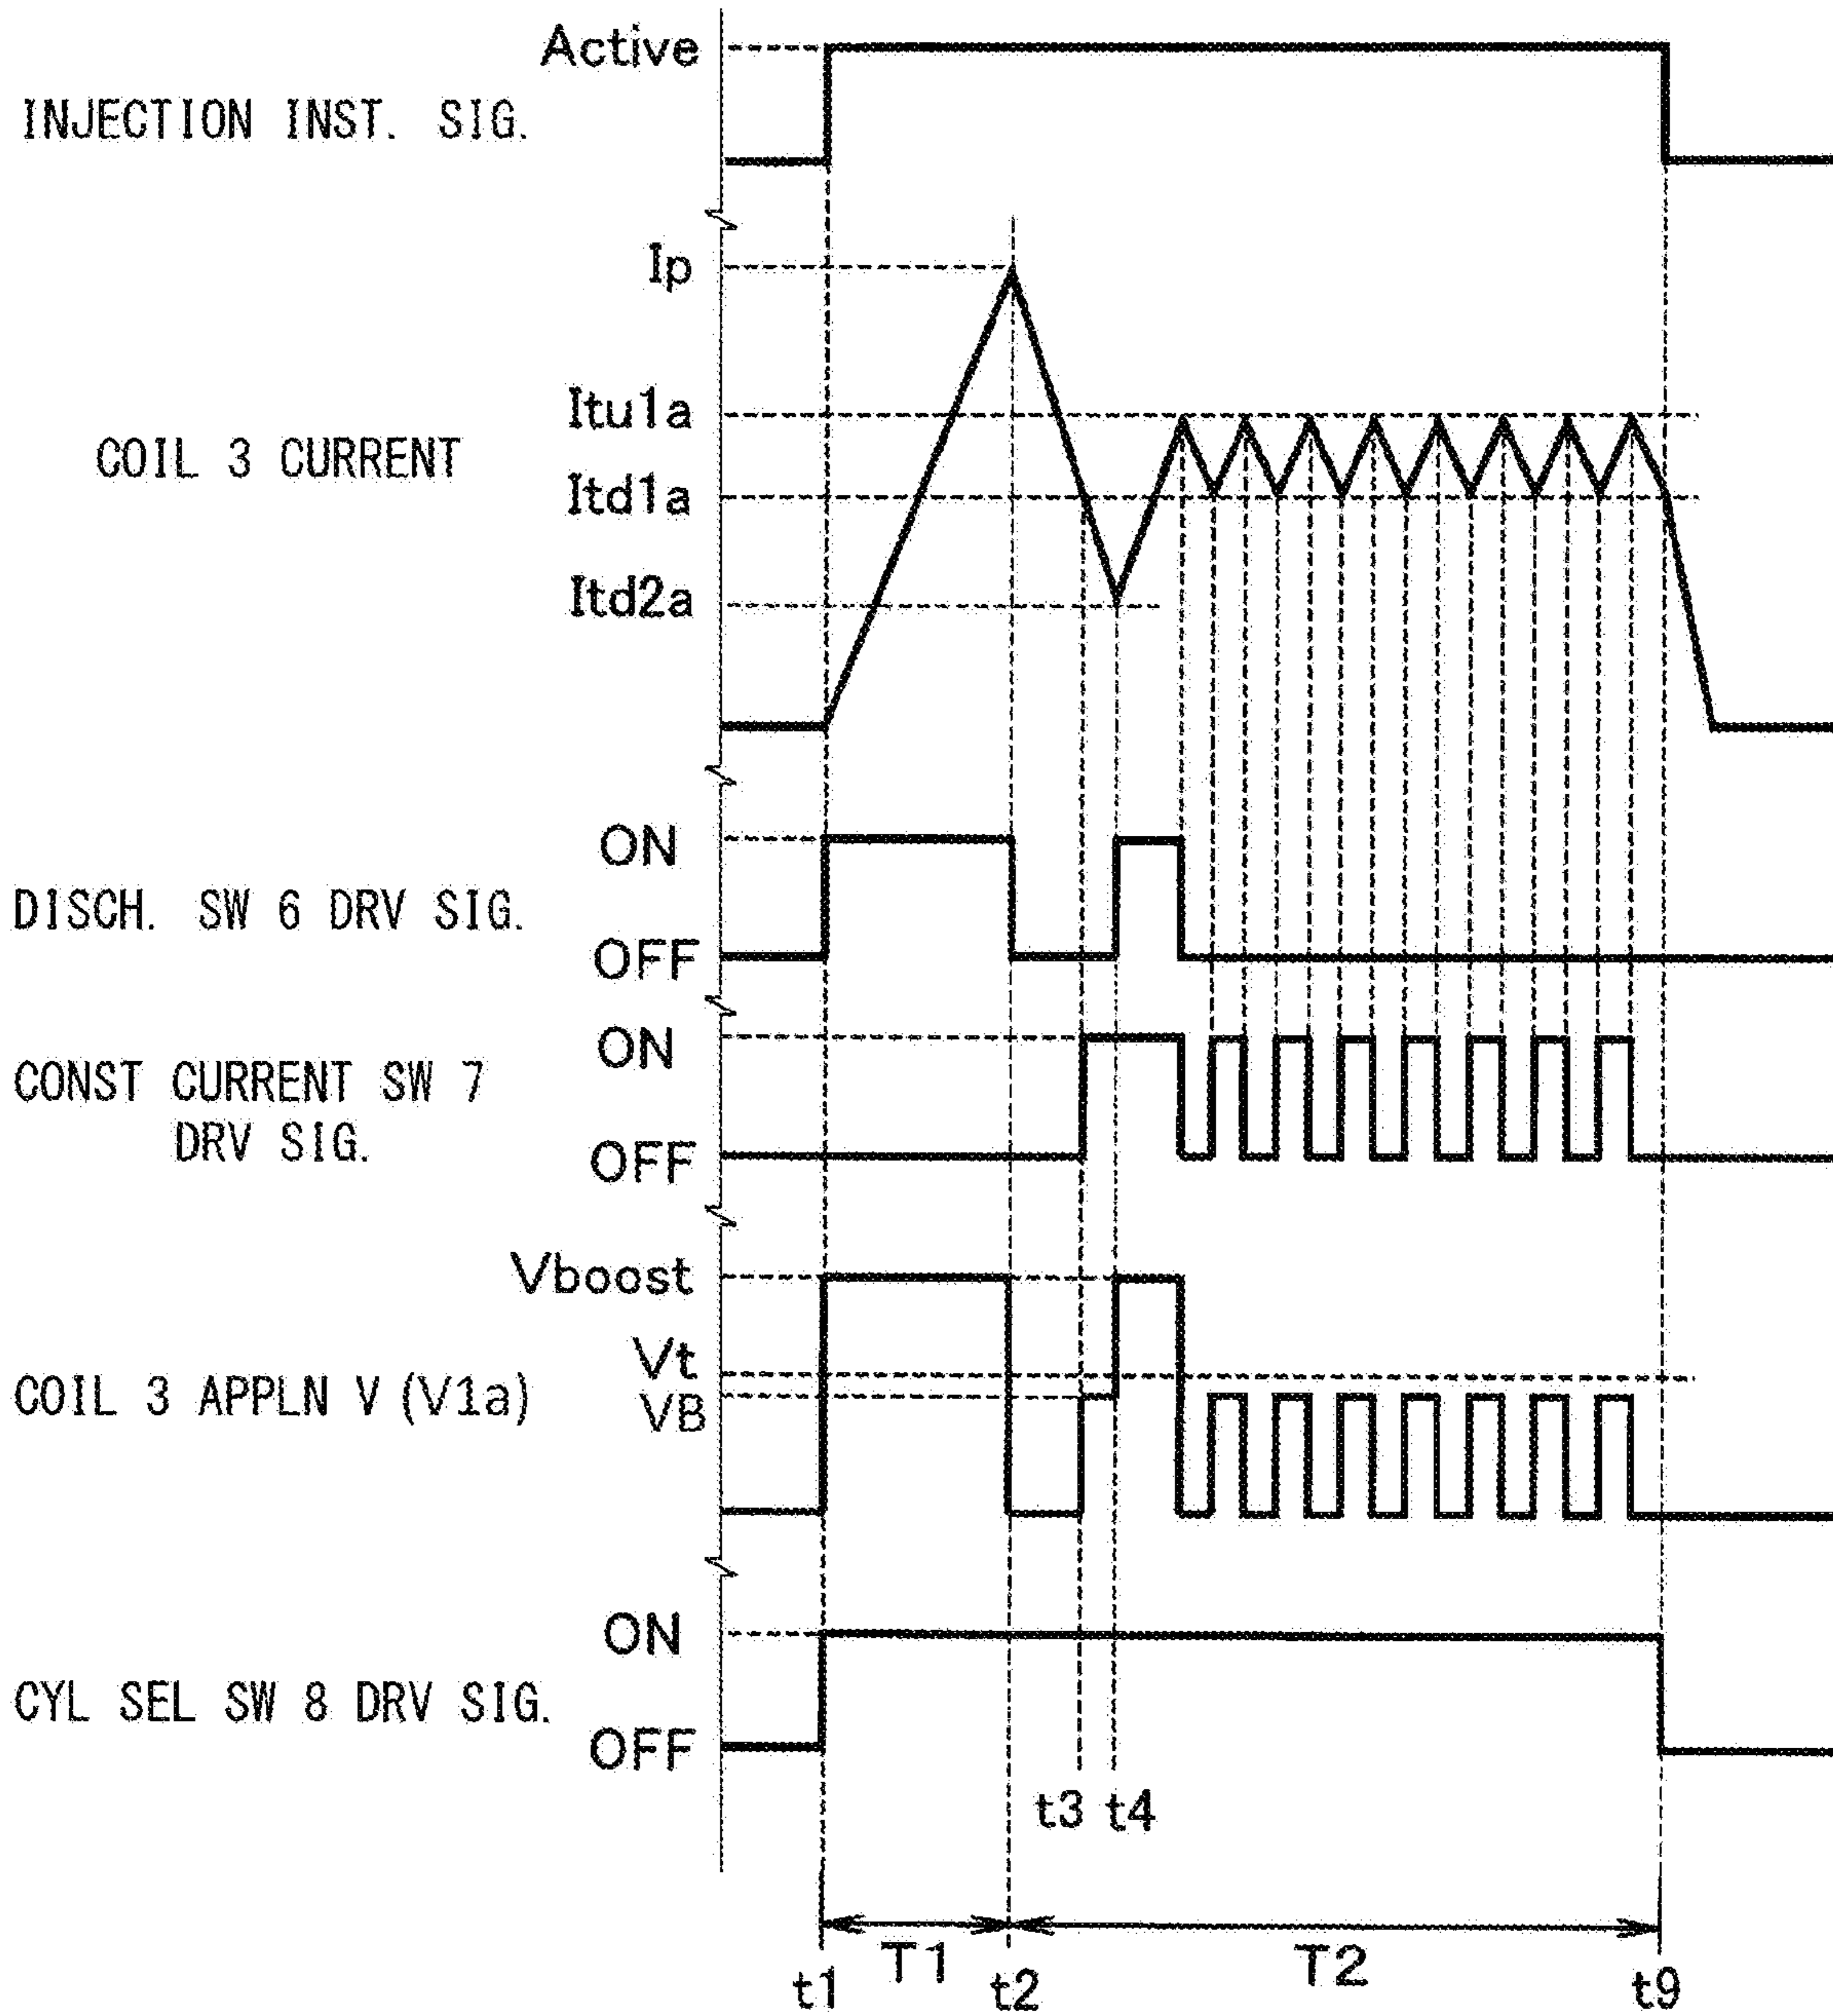 Active
INJECTION INST. SIG.
Ip
Itu1a
COIL 3 CURRENT
Itd1a
Itd2a
ON
DISCH. SW 6 DRV SIG.
OFF
ON
CONST CURRENT SW 7
DRV SIG.
OFF
Vboost
Vt
COIL 3 APPLN V (V1a)
VB
ON
CYL SEL SW 8 DRV SIG.
OFF
t3 t4
T1 T2
t1 t2 t9